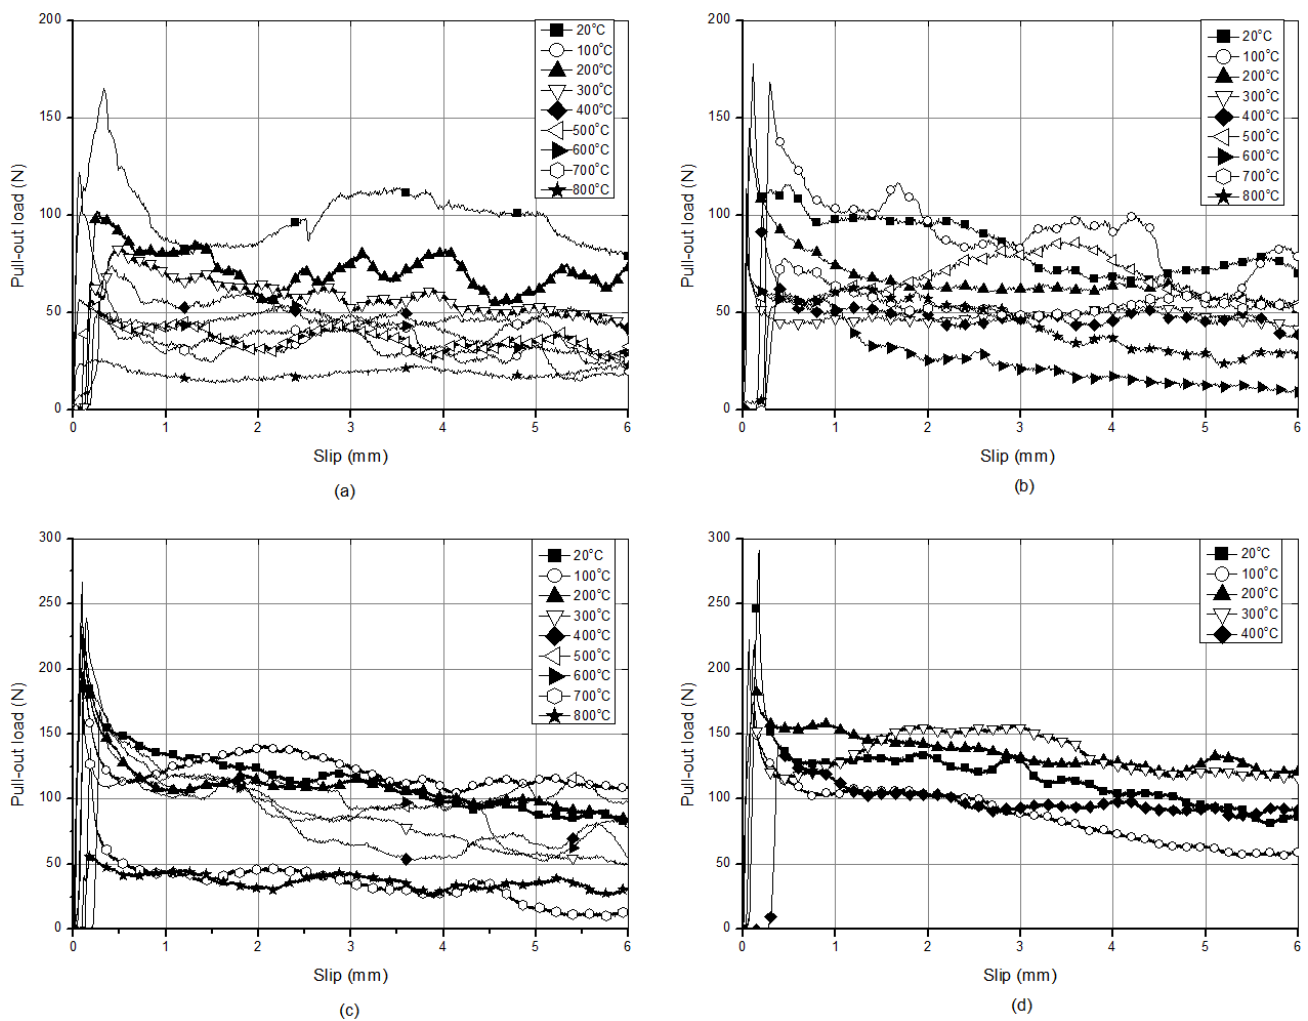 200
150
100
50
0
Pull-out load (N)
0 1 2 3 4 5 6
Slip (mm)
20°C
100°C
200°C
300°C
400°C
500°C
600°C
700°C
800°C
(a)
200
150
100
50
0
Pull-out load (N)
0 1 2 3 4 5 6
Slip (mm)
20°C
100°C
200°C
300°C
400°C
500°C
600°C
700°C
800°C
(b)
300
250
200
150
100
50
0
Pull-out load (N)
0 1 2 3 4 5 6
Slip (mm)
20°C
100°C
200°C
300°C
400°C
500°C
600°C
700°C
800°C
(c)
300
250
200
150
100
50
0
Pull-out load (N)
0 1 2 3 4 5 6
Slip (mm)
20°C
100°C
200°C
300°C
400°C
(d)